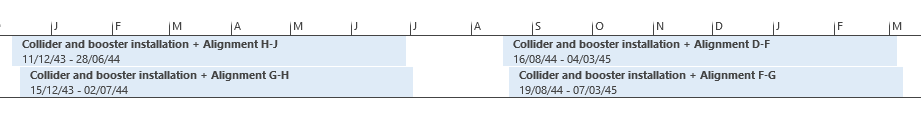 J F M A M J J A S O N D J F M
Collider and booster installation + Alignment H-J
11/12/43 - 28/06/44
Collider and booster installation + Alignment G-H
15/12/43 - 02/07/44
Collider and booster installation + Alignment D-F
16/08/44 - 04/03/45
Collider and booster installation + Alignment F-G
19/08/44 - 07/03/45